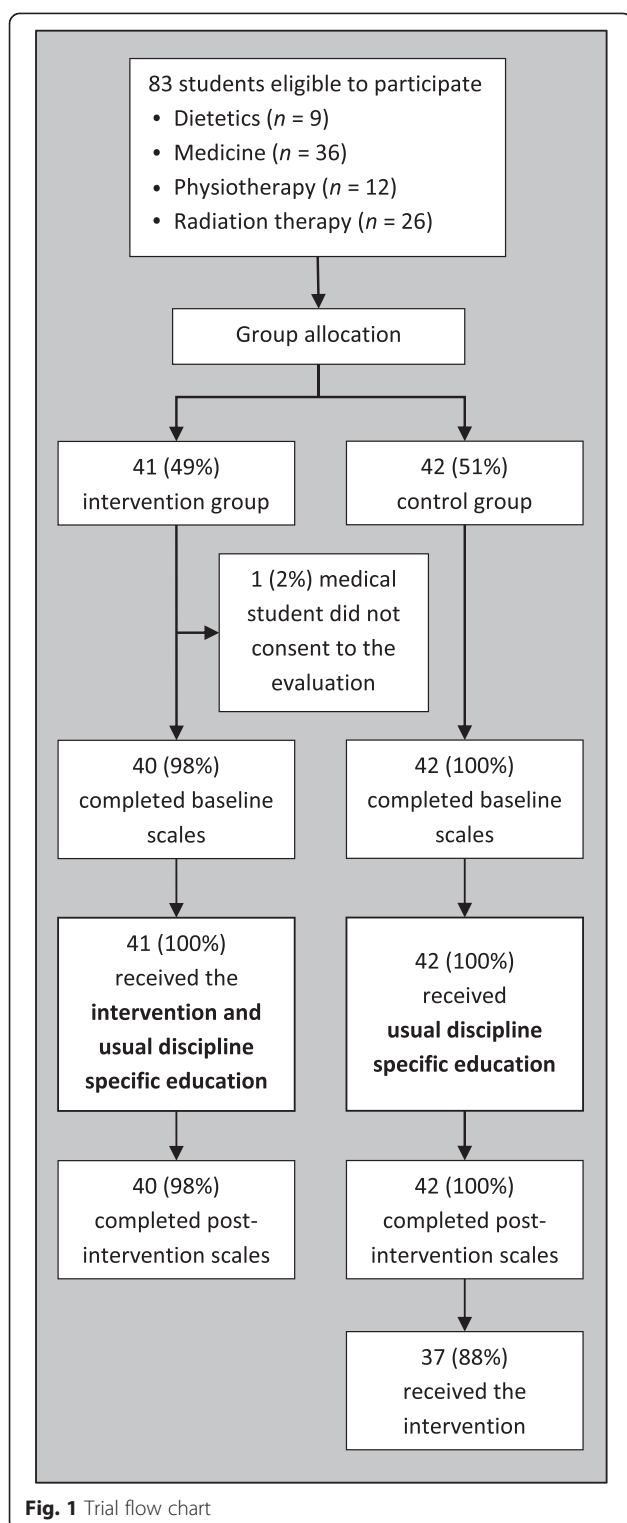 83 students eligible to participate
• Dietetics (n = 9)
• Medicine (n = 36)
• Physiotherapy (n = 12)
• Radiation therapy (n = 26)
Group allocation
41 (49%)
intervention group
42 (51%)
control group
1 (2%) medical
student did not
consent to the
evaluation
40 (98%)
completed baseline
scales
42 (100%)
completed baseline
scales
41 (100%)
received the
intervention and
usual discipline
specific education
42 (100%)
received
usual discipline
specific education
40 (98%)
completed post-
intervention scales
42 (100%)
completed post-
intervention scales
37 (88%)
received the
intervention
Fig. 1 Trial flow chart